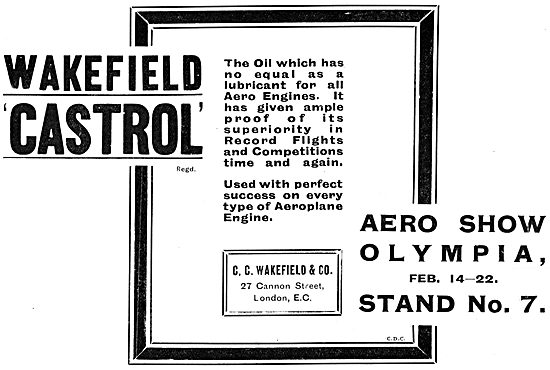 WAKEFIELD
'CASTROL'
Regd.
The Oil which has
no equal as a
lubricant for all
Aero Engines. It
has given ample
proof of its
superiority in
Record Flights
and Competitions
time and again.
Used with perfect
success on every
type of Aeroplane
Engine.
C. C. WAKEFIELD & CO.
27 Cannon Street,
London, E.C.
AERO SHOW
OLYMPIA,
FEB. 14—22.
STAND No. 7.
C.D.C.